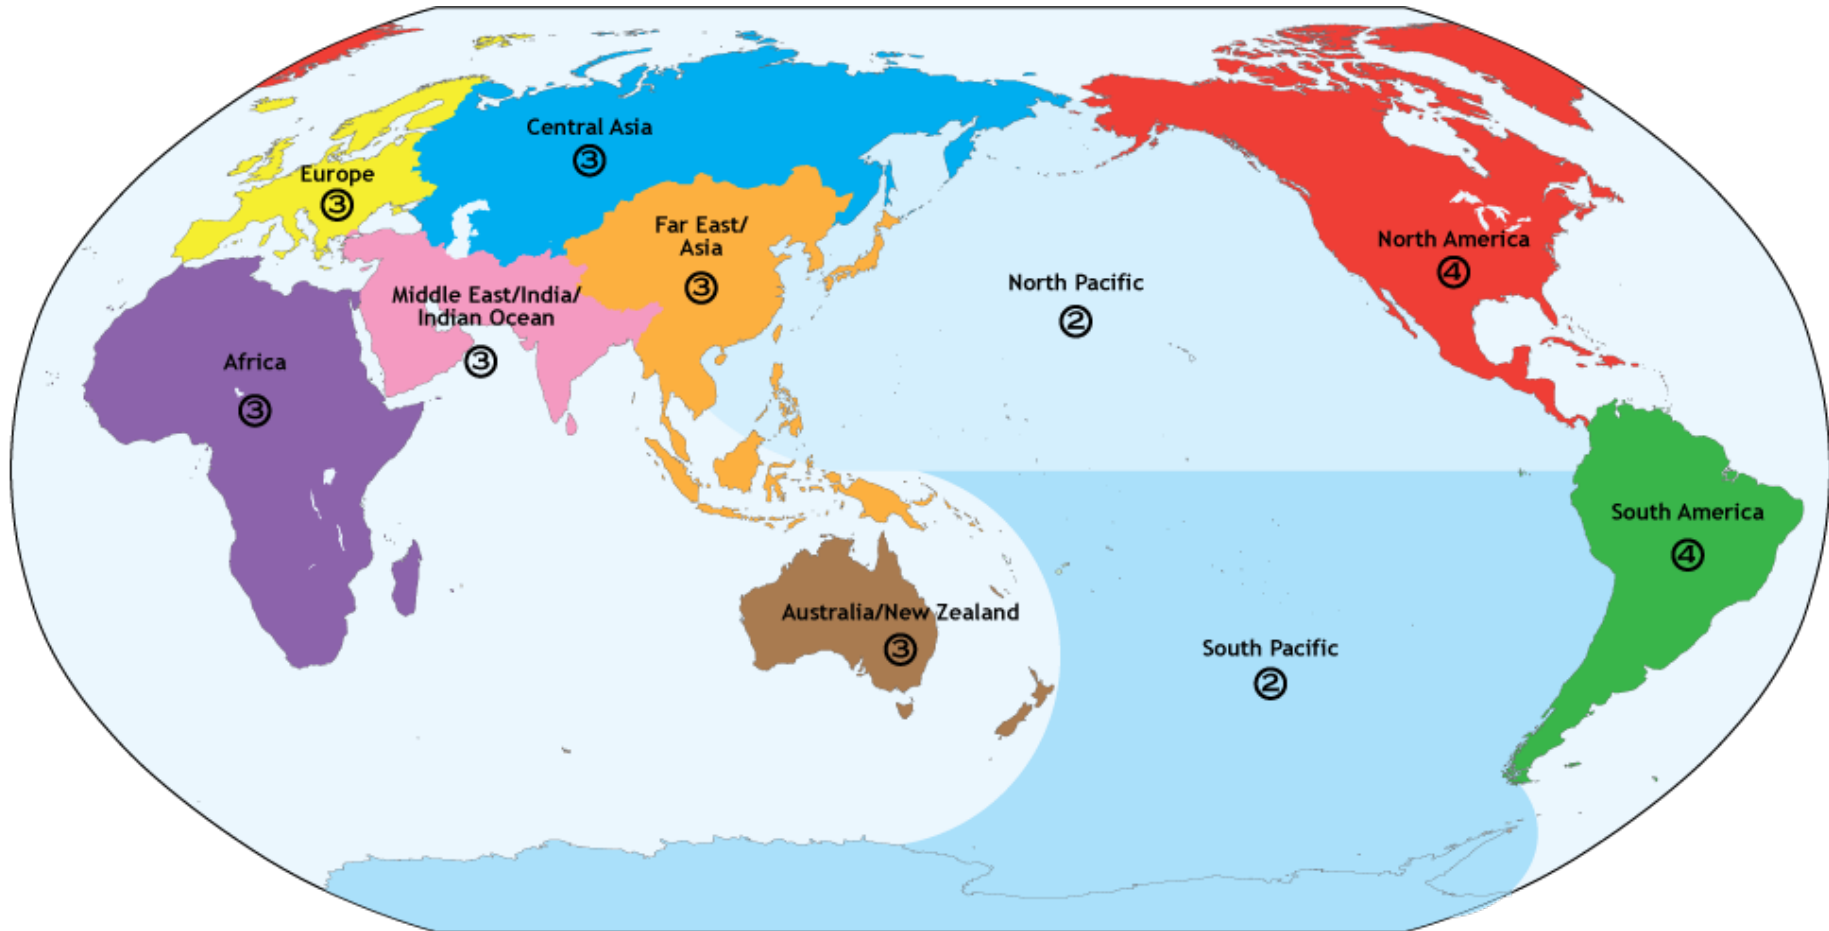 Central Asia
③
Europe
③
Far East/
Asia
③
North America
④
North Pacific
②
Middle East/India/
Indian Ocean
③
Africa
③
South America
④
Australia/New Zealand
③
South Pacific
②